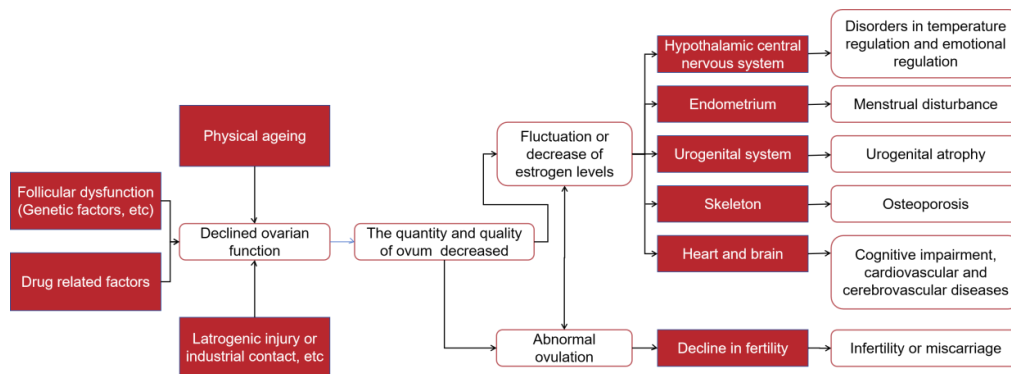 Physical ageing
Follicular dysfunction
(Genetic factors, etc)
Drug related factors
Latrogenic injury or
industrial contact, etc
Declined ovarian
function
The quantity and quality
of ovum decreased
Fluctuation or
decrease of
estrogen levels
Abnormal
ovulation
Hypothalamic central
nervous system
Disorders in temperature
regulation and emotional
regulation
Endometrium
Menstrual disturbance
Urogenital system
Urogenital atrophy
Skeleton
Osteoporosis
Heart and brain
Cognitive impairment,
cardiovascular and
cerebrovascular diseases
Decline in fertility
Infertility or miscarriage